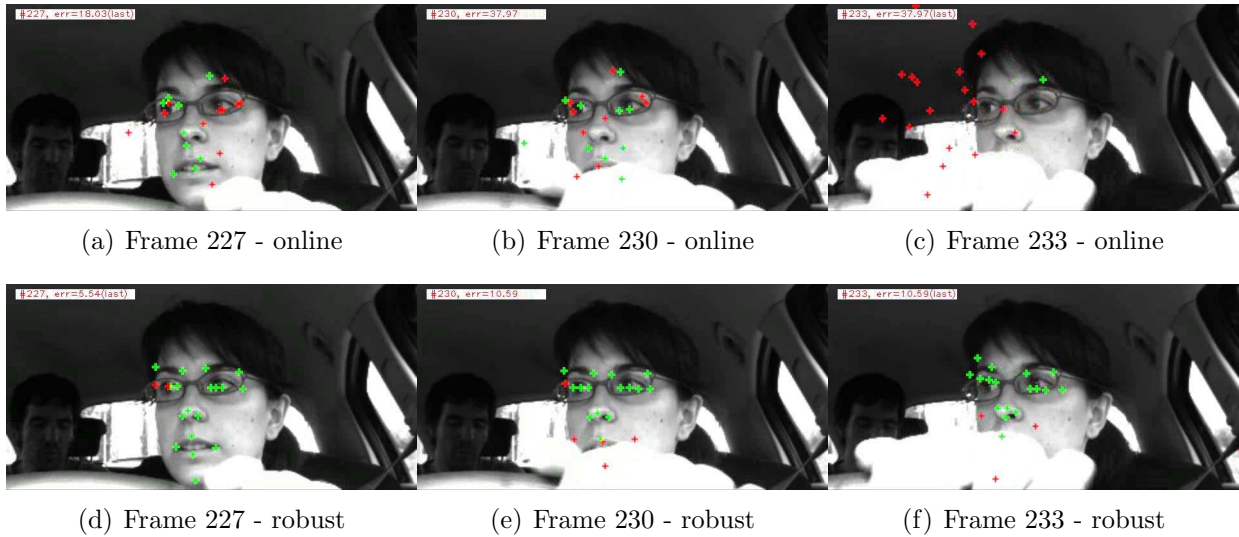 #227, err=18.03(last)
#230, err=37.97
#233, err=37.97(last)
(a) Frame 227 - online
(b) Frame 230 - online
(c) Frame 233 - online
#227, err=5.54(last)
#230, err=10.59
#233, err=10.59(last)
(d) Frame 227 - robust
(e) Frame 230 - robust
(f) Frame 233 - robust